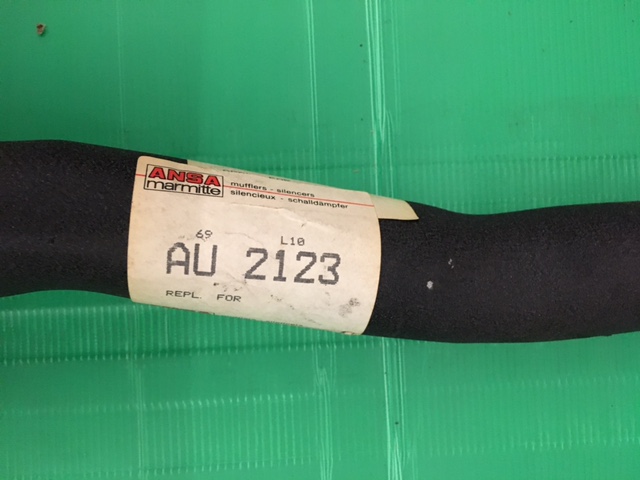 ANSA
marmitte
mufflers - silencers
silencieux - schalldämpfer
69 L10
AU 2123
REPL. FOR